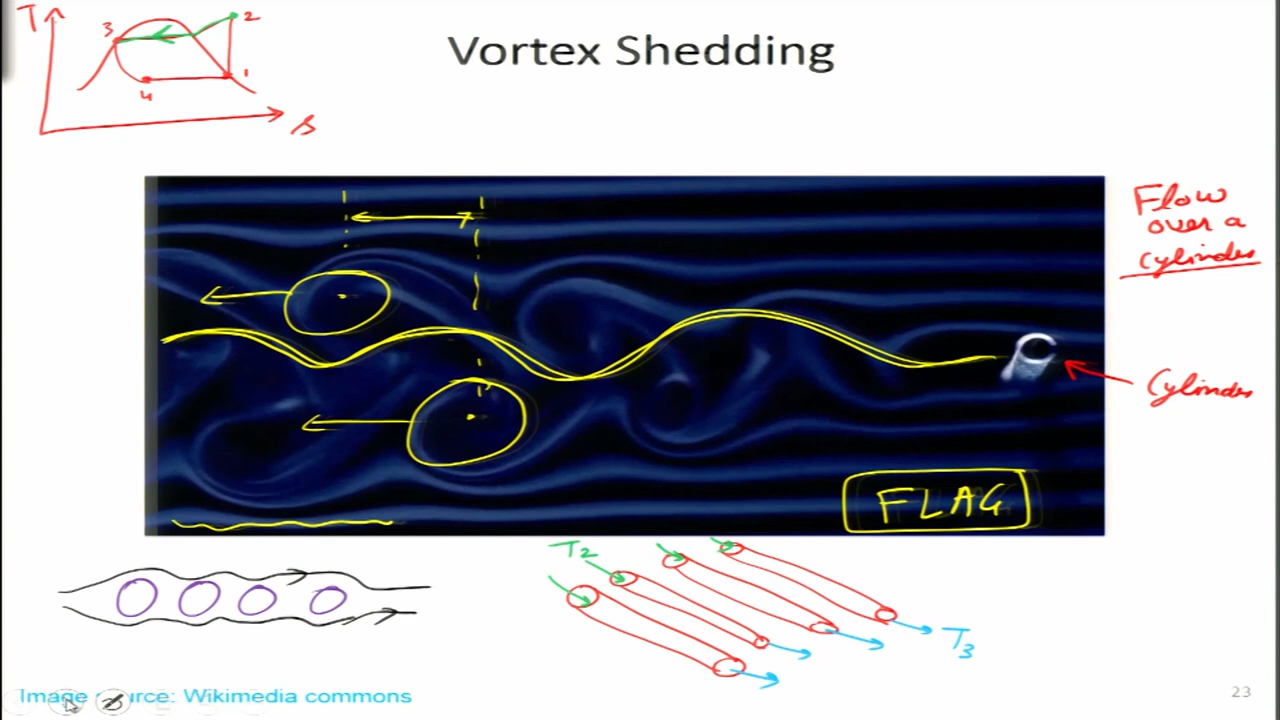 Vortex Shedding
T
3
2
1
4
s
Flow
over a
cylinder
Cylinder
FLAG
T2
T3
Image source: Wikimedia commons
23